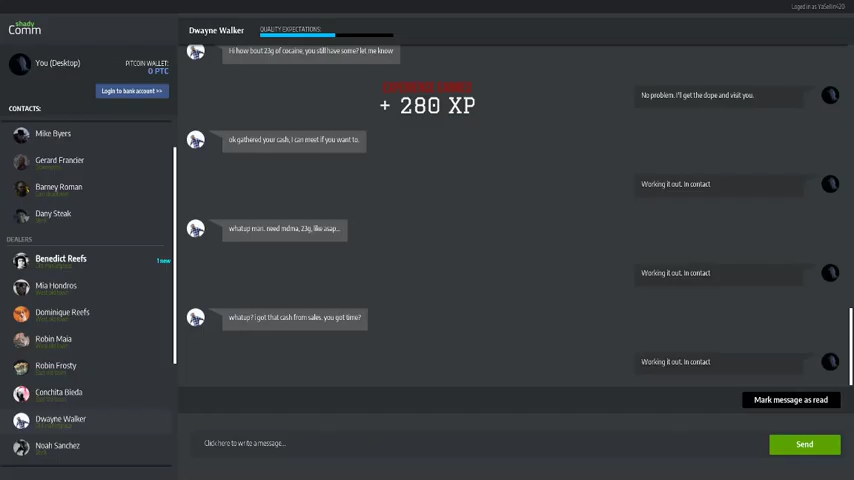 Logged in as YaSellin420
shady
Comm
You (Desktop)
PITCOIN WALLET:
0 PTC
Login to bank account >>
CONTACTS:
Mike Byers
Gerard Francier
Barney Roman
Dany Steak
DEALERS
Benedict Reefs
1 new
Mia Hondros
Dominique Reefs
Robin Maia
Robin Frosty
Conchita Bieda
Dwayne Walker
Noah Sanchez
Dwayne Walker
QUALITY EXPECTATIONS:
Hi how bout 23g of cocaine, you still have some? let me know
+ 280 XP
No problem. I'll get the dope and visit you.
ok gathered your cash, I can meet if you want to.
Working it out. In contact
whatup man. need mdma, 23g, like asap...
Working it out. In contact
whatup? i got that cash from sales. you got time?
Working it out. In contact
Mark message as read
Click here to write a message...
Send